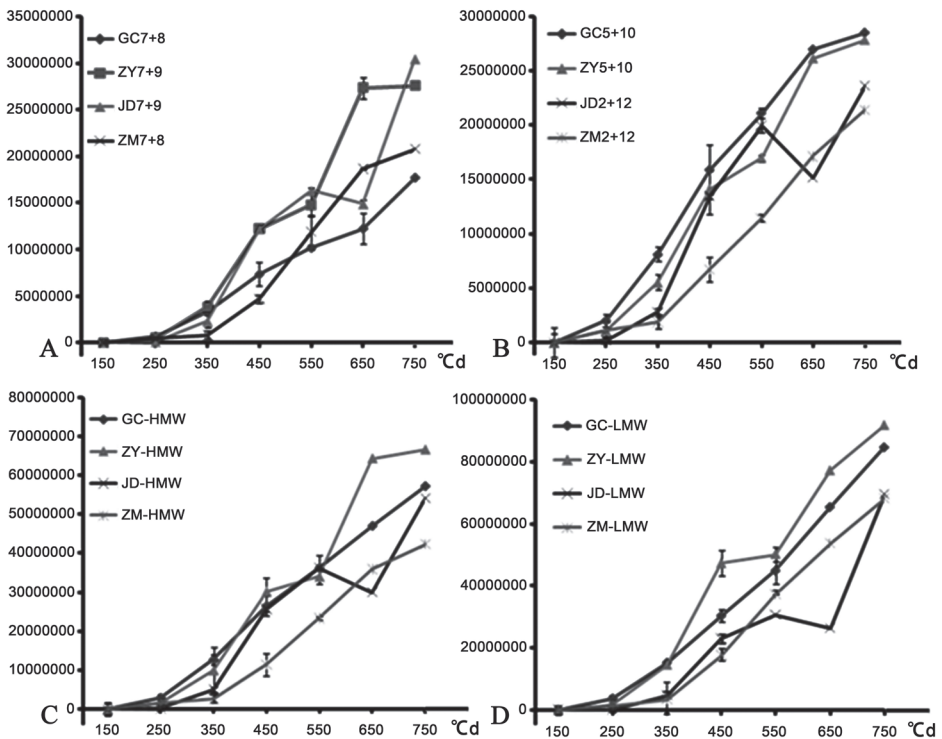 35000000
30000000
25000000
20000000
15000000
10000000
5000000
0
GC7+8
ZY7+9
JD7+9
ZM7+8
A
150 250 350 450 550 650 750 °Cd
30000000
25000000
20000000
15000000
10000000
5000000
0
GC5+10
ZY5+10
JD2+12
ZM2+12
B
150 250 350 450 550 650 750 °Cd
80000000
70000000
60000000
50000000
40000000
30000000
20000000
10000000
0
GC-HMW
ZY-HMW
JD-HMW
ZM-HMW
C
150 250 350 450 550 650 750 °Cd
100000000
80000000
60000000
40000000
20000000
0
GC-LMW
ZY-LMW
JD-LMW
ZM-LMW
D
150 250 350 450 550 650 750 °Cd